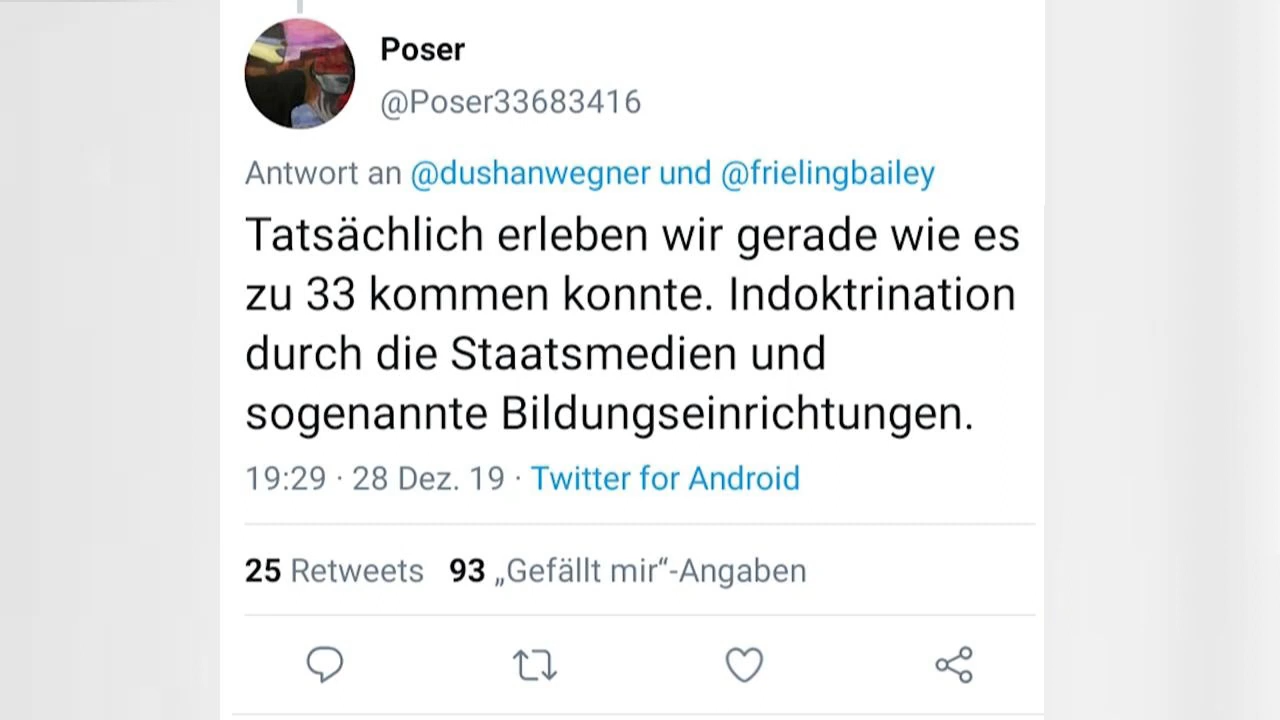 Poser
@Poser33683416
Antwort an @dushanwegner und @frielingbailey
Tatsächlich erleben wir gerade wie es
zu 33 kommen konnte. Indoktrination
durch die Staatsmedien und
sogenannte Bildungseinrichtungen.
19:29 · 28 Dez. 19 · Twitter for Android
25 Retweets 93 „Gefällt mir“-Angaben